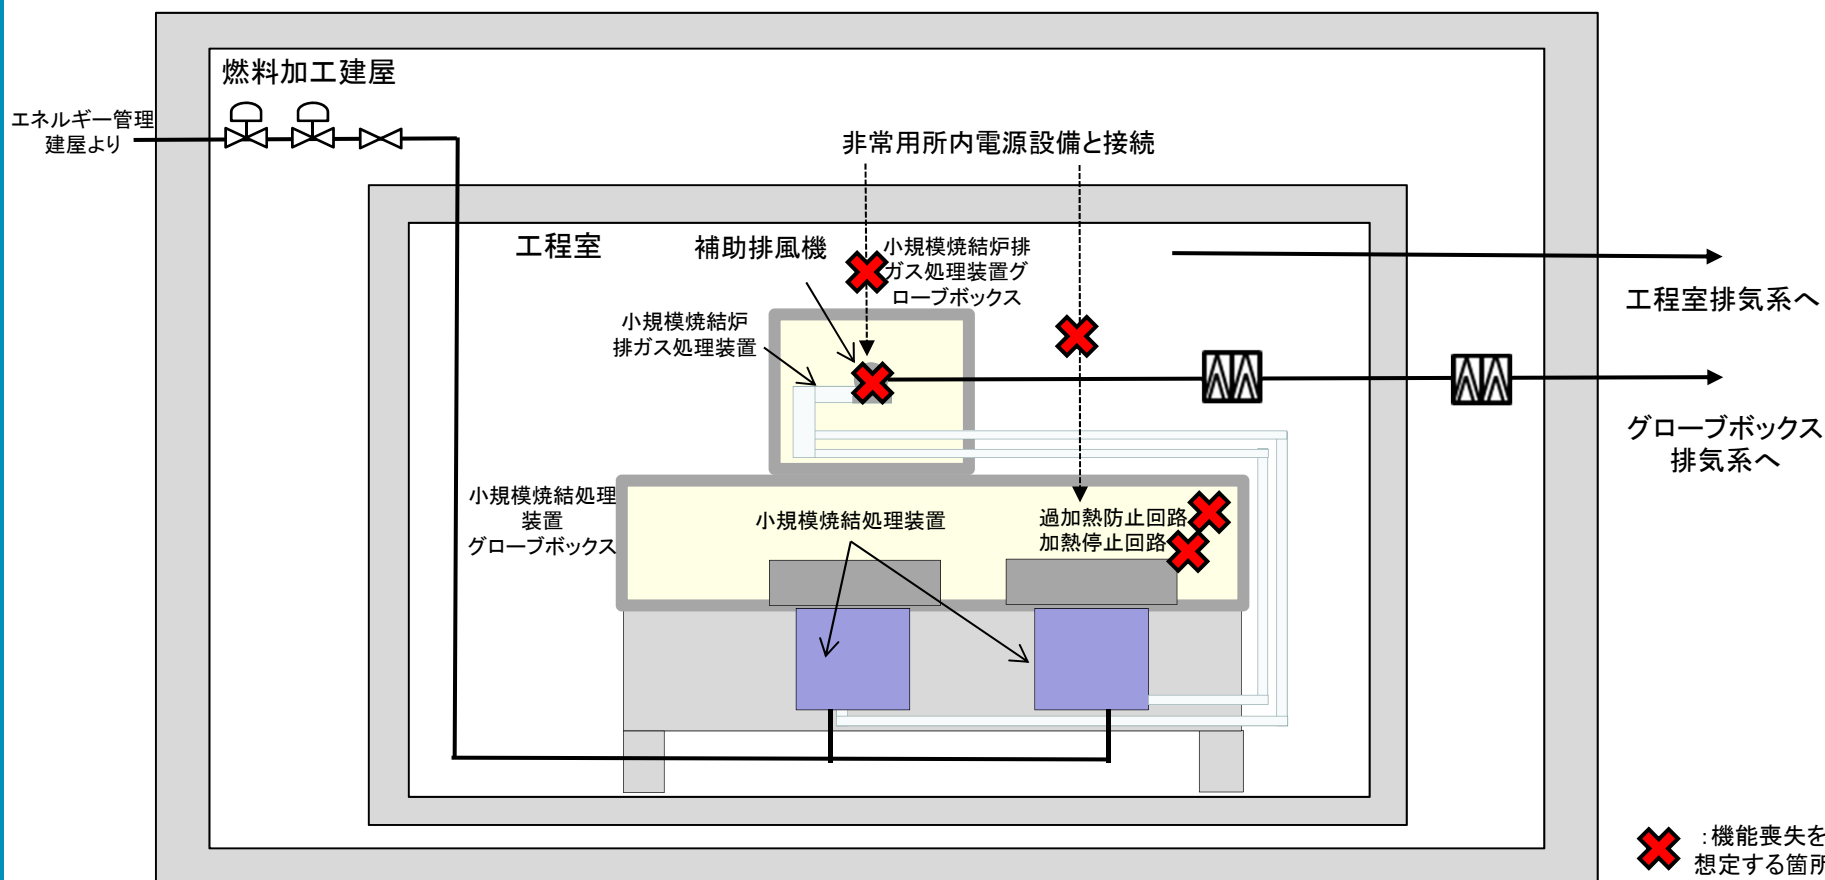 燃料加工建屋
エネルギー管理
建屋より
非常用所内電源設備と接続
工程室
補助排風機
小規模焼結炉排
ガス処理装置グ
ローブボックス
小規模焼結炉
排ガス処理装置
工程室排気系へ
グローブボックス
排気系へ
小規模焼結処理
装置
グローブボックス
小規模焼結処理装置
過加熱防止回路
加熱停止回路
:機能喪失を
想定する箇所